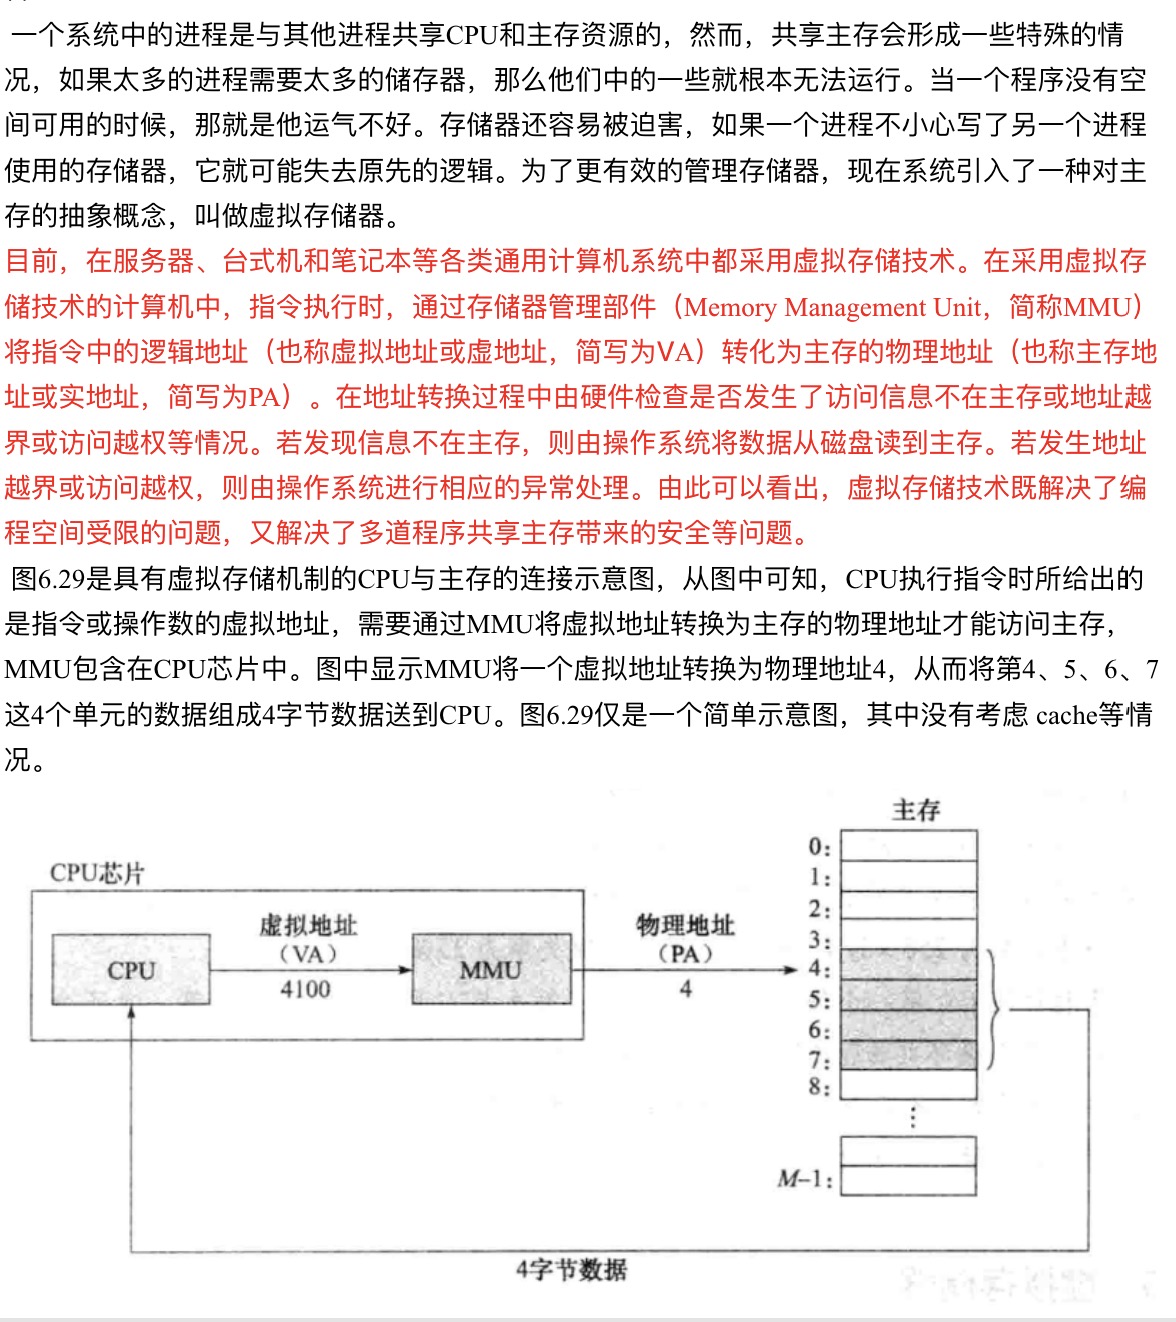 一个系统中的进程是与其他进程共享CPU和主存资源的，然而，共享主存会形成一些特殊的情
况，如果太多的进程需要太多的储存器，那么他们中的一些就根本无法运行。当一个程序没有空
间可用的时候，那就是他运气不好。存储器还容易被迫害，如果一个进程不小心写了另一个进程
使用的存储器，它就可能失去原先的逻辑。为了更有效的管理存储器，现在系统引入了一种对主
存的抽象概念，叫做虚拟存储器。
目前，在服务器、台式机和笔记本等各类通用计算机系统中都采用虚拟存储技术。在采用虚拟存
储技术的计算机中，指令执行时，通过存储器管理部件（Memory Management Unit，简称MMU）
将指令中的逻辑地址（也称虚拟地址或虚地址，简写为VA）转化为主存的物理地址（也称主存地
址或实地址，简写为PA）。在地址转换过程中由硬件检查是否发生了访问信息不在主存或地址越
界或访问越权等情况。若发现信息不在主存，则由操作系统将数据从磁盘读到主存。若发生地址
越界或访问越权，则由操作系统进行相应的异常处理。由此可以看出，虚拟存储技术既解决了编
程空间受限的问题，又解决了多道程序共享主存带来的安全等问题。
图6.29是具有虚拟存储机制的CPU与主存的连接示意图，从图中可知，CPU执行指令时所给出的
是指令或操作数的虚拟地址，需要通过MMU将虚拟地址转换为主存的物理地址才能访问主存，
MMU包含在CPU芯片中。图中显示MMU将一个虚拟地址转换为物理地址4，从而将第4、5、6、7
这4个单元的数据组成4字节数据送到CPU。图6.29仅是一个简单示意图，其中没有考虑 cache等情
况。
主存
CPU芯片
CPU
虚拟地址
（VA）
4100
MMU
物理地址
（PA）
4
0:
1:
2:
3:
4:
5:
6:
7:
8:
⋮
M–1:
4字节数据